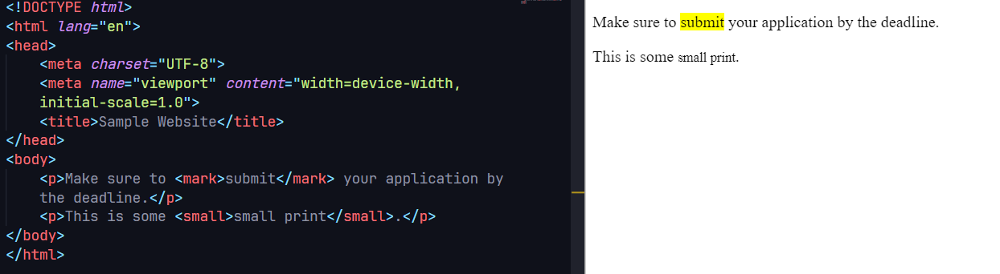 <!DOCTYPE html>
<html lang="en">
<head>
    <meta charset="UTF-8">
    <meta name="viewport" content="width=device-width,
    initial-scale=1.0">
    <title>Sample Website</title>
</head>
<body>
    <p>Make sure to <mark>submit</mark> your application by
    the deadline.</p>
    <p>This is some <small>small print</small>.</p>
</body>
</html>
Make sure to submit your application by the deadline.
This is some small print.